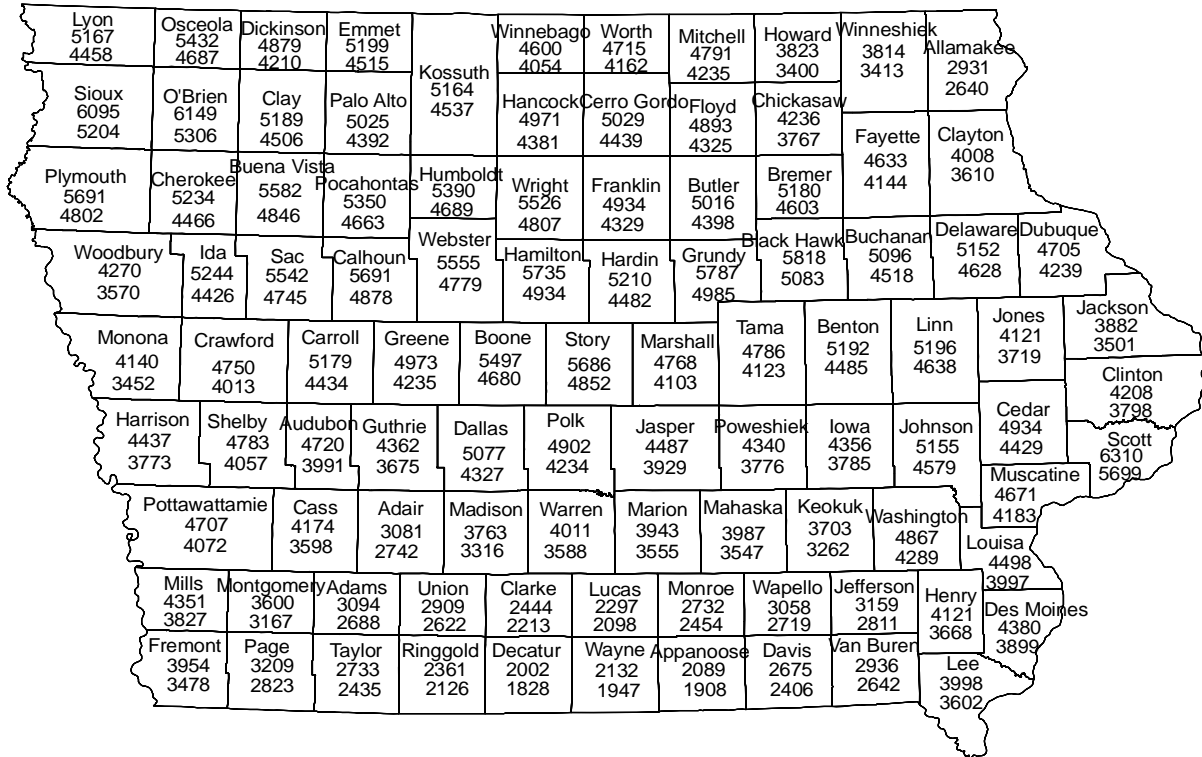 Lyon
5167
4458
Osceola
5432
4687
Dickinson
4879
4210
Emmet
5199
4515
Kossuth
5164
4537
Winnebago
4600
4054
Worth
4715
4162
Mitchell
4791
4235
Howard
3823
3400
Winneshiek
3814
3413
Allamakee
2931
2640
Sioux
6095
5204
O'Brien
6149
5306
Clay
5189
4506
Palo Alto
5025
4392
Hancock
4971
4381
Cerro Gordo
5029
4439
Floyd
4893
4325
Chickasaw
4236
3767
Fayette
4633
4144
Clayton
4008
3610
Plymouth
5691
4802
Cherokee
5234
4466
Buena Vista
5582
4846
Pocahontas
5350
4663
Humboldt
5390
4689
Wright
5526
4807
Franklin
4934
4329
Butler
5016
4398
Bremer
5180
4603
Woodbury
4270
3570
Ida
5244
4426
Sac
5542
4745
Calhoun
5691
4878
Webster
5555
4779
Hamilton
5735
4934
Hardin
5210
4482
Grundy
5787
4985
Black Hawk
5818
5083
Buchanan
5096
4518
Delaware
5152
4628
Dubuque
4705
4239
Monona
4140
3452
Crawford
4750
4013
Carroll
5179
4434
Greene
4973
4235
Boone
5497
4680
Story
5686
4852
Marshall
4768
4103
Tama
4786
4123
Benton
5192
4485
Linn
5196
4638
Jones
4121
3719
Jackson
3882
3501
Clinton
4208
3798
Harrison
4437
3773
Shelby
4783
4057
Audubon
4720
3991
Guthrie
4362
3675
Dallas
5077
4327
Polk
4902
4234
Jasper
4487
3929
Poweshiek
4340
3776
Iowa
4356
3785
Johnson
5155
4579
Cedar
4934
4429
Scott
6310
5699
Muscatine
4671
4183
Pottawattamie
4707
4072
Cass
4174
3598
Adair
3081
2742
Madison
3763
3316
Warren
4011
3588
Marion
3943
3555
Mahaska
3987
3547
Keokuk
3703
3262
Washington
4867
4289
Louisa
4498
3997
Mills
4351
3827
Montgomery
3600
3167
Adams
3094
2688
Union
2909
2622
Clarke
2444
2213
Lucas
2297
2098
Monroe
2732
2454
Wapello
3058
2719
Jefferson
3159
2811
Henry
4121
3668
Des Moines
4380
3899
Fremont
3954
3478
Page
3209
2823
Taylor
2733
2435
Ringgold
2361
2126
Decatur
2002
1828
Wayne
2132
1947
Appanoose
2089
1908
Davis
2675
2406
Van Buren
2936
2642
Lee
3998
3602